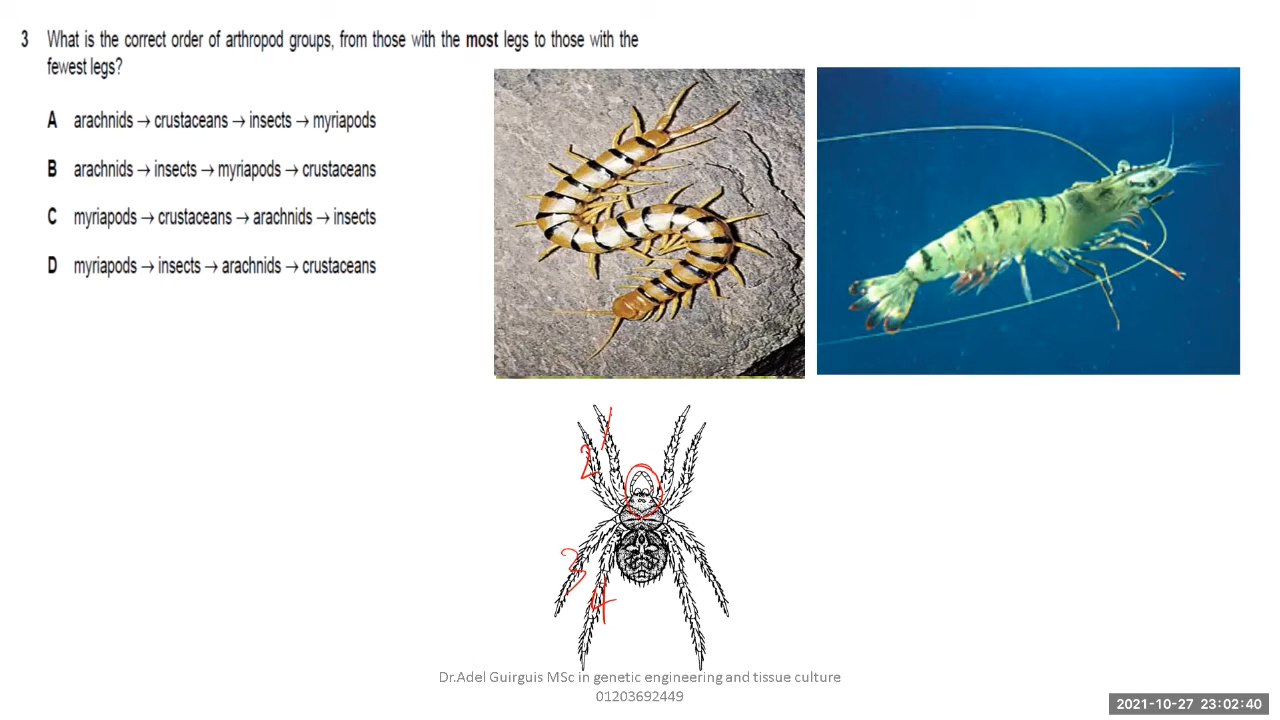 3 What is the correct order of arthropod groups, from those with the most legs to those with the
fewest legs?
A arachnids → crustaceans → insects → myriapods
B arachnids → insects → myriapods → crustaceans
C myriapods → crustaceans → arachnids → insects
D myriapods → insects → arachnids → crustaceans
1
2
3
4
Dr.Adel Guirguis MSc in genetic engineering and tissue culture
01203692449
2021-10-27 23:02:40